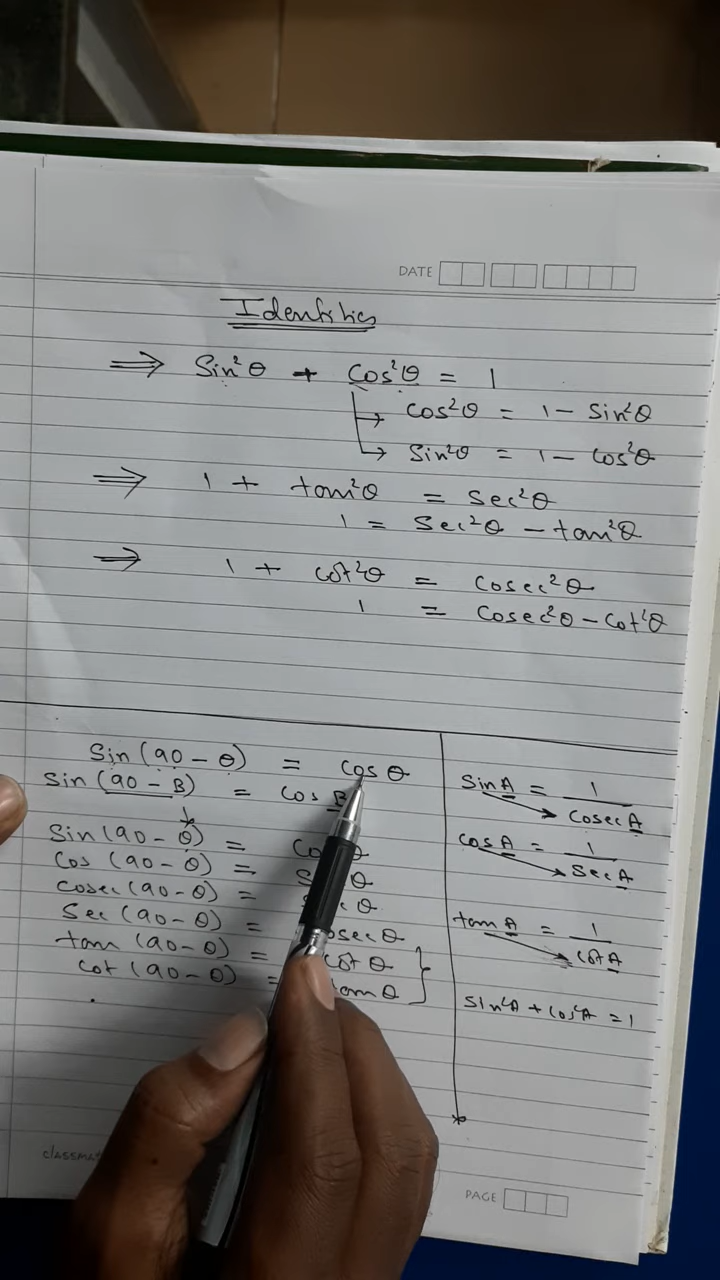 DATE
Identities
⇒ Sin²θ + Cos²θ = 1
↳ Cos²θ = 1 - Sin²θ
↳ Sin²θ = 1 - Cos²θ
⇒ 1 + tan²θ = Sec²θ
1 = Sec²θ - tan²θ
⇒ 1 + Cot²θ = Cosec²θ
1 = Cosec²θ - Cot²θ
Sin (90 - θ) = Cos θ
Sin (90 - B) = Cos B
Sin (90 - θ) =
Cos (90 - θ) =
Cosec (90 - θ) =
Sec (90 - θ) =
tan (90 - θ) = Cot θ
Cot (90 - θ) = tan θ
SinA = 1 / CosecA
CosA = 1 / SecA
tanA = 1 / CotA
Sin²A + Cos²A = 1
PAGE